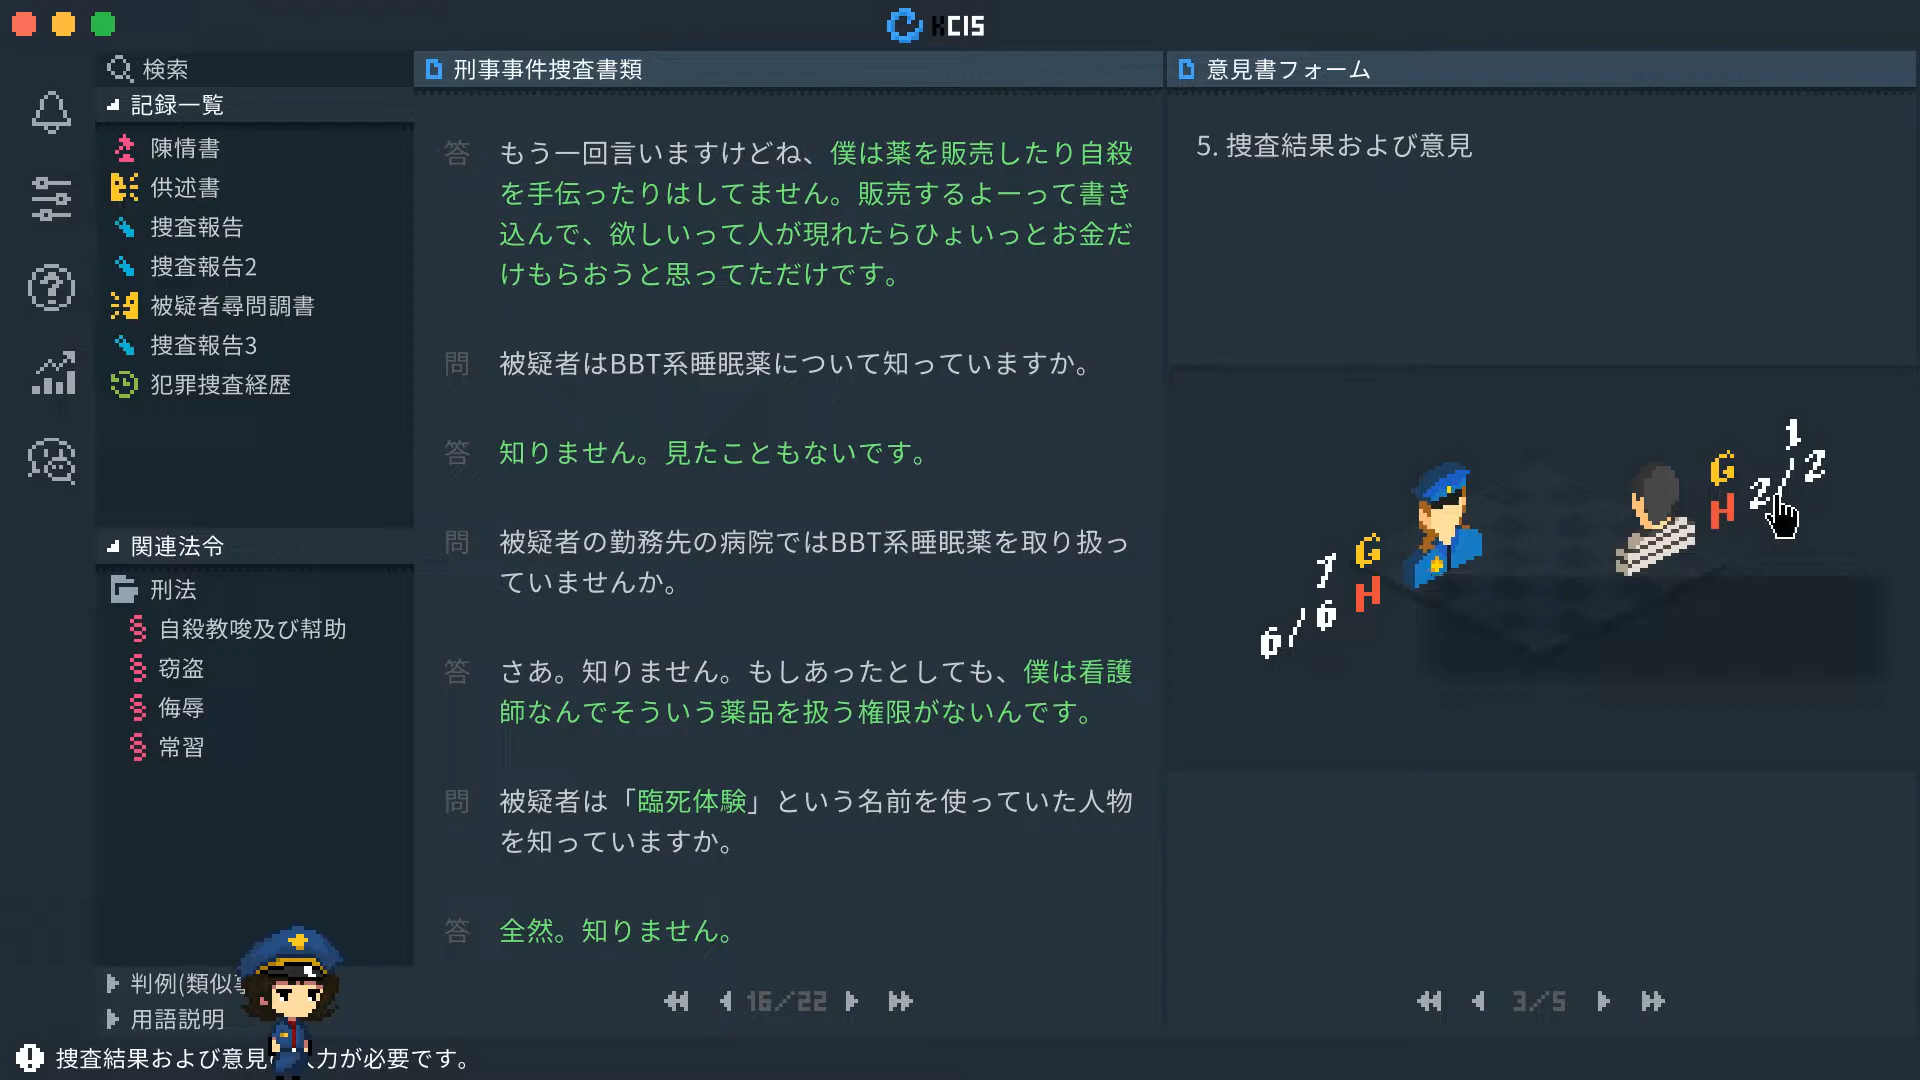 KCIS
検索
記録一覧
陳情書
供述書
捜査報告
捜査報告2
被疑者尋問調書
捜査報告3
犯罪捜査経歴
関連法令
刑法
自殺教唆及び幇助
窃盗
侮辱
常習
判例(類似
用語説明
捜査結果および意見
力が必要です。
刑事事件捜査書類
答 もう一回言いますけどね、僕は薬を販売したり自殺
を手伝ったりはしてません。販売するよーって書き
込んで、欲しいって人が現れたらひょいっとお金だ
けもらおうと思ってただけです。
問 被疑者はBBT系睡眠薬について知っていますか。
答 知りません。見たこともないです。
問 被疑者の勤務先の病院ではBBT系睡眠薬を取り扱っ
ていませんか。
答 さあ。知りません。もしあったとしても、僕は看護
師なんでそういう薬品を扱う権限がないんです。
問 被疑者は「臨死体験」という名前を使っていた人物
を知っていますか。
答 全然。知りません。
16/22
意見書フォーム
5. 捜査結果および意見
G 1
H 2/2
G 1
H 6/6
3/5